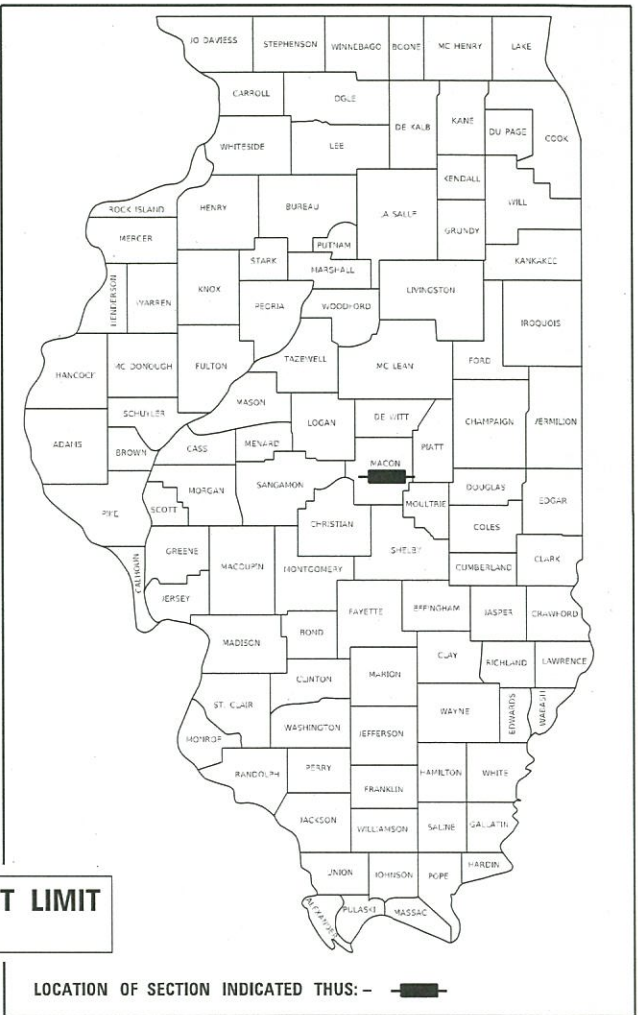 JO DAVIESS STEPHENSON WINNEBAGO BOONE MC HENRY LAKE
CARROLL OGLE DE KALB KANE DU PAGE COOK
WHITESIDE LEE KENDALL WILL
ROCK ISLAND HENRY BUREAU LA SALLE GRUNDY
MERCER PUTNAM KANKAKEE
STARK MARSHALL
HENDERSON WARREN KNOX PEORIA WOODFORD LIVINGSTON IROQUOIS
HANCOCK MC DONOUGH FULTON TAZEWELL MC LEAN FORD
SCHUYLER MASON LOGAN DE WITT CHAMPAIGN VERMILION
ADAMS BROWN CASS MENARD PIATT
MACON
PIKE SCOTT MORGAN SANGAMON MOULTRIE DOUGLAS EDGAR
CHRISTIAN COLES
CALHOUN GREENE MACOUPIN MONTGOMERY SHELBY CUMBERLAND CLARK
JERSEY FAYETTE EFFINGHAM JASPER CRAWFORD
MADISON BOND CLAY RICHLAND LAWRENCE
CLINTON MARION
ST. CLAIR WAYNE EDWARDS WABASH
MONROE WASHINGTON JEFFERSON
RANDOLPH PERRY FRANKLIN HAMILTON WHITE
JACKSON WILLIAMSON SALINE GALLATIN
UNION JOHNSON POPE HARDIN
ALEXANDER PULASKI MASSAC
T LIMIT
LOCATION OF SECTION INDICATED THUS: -